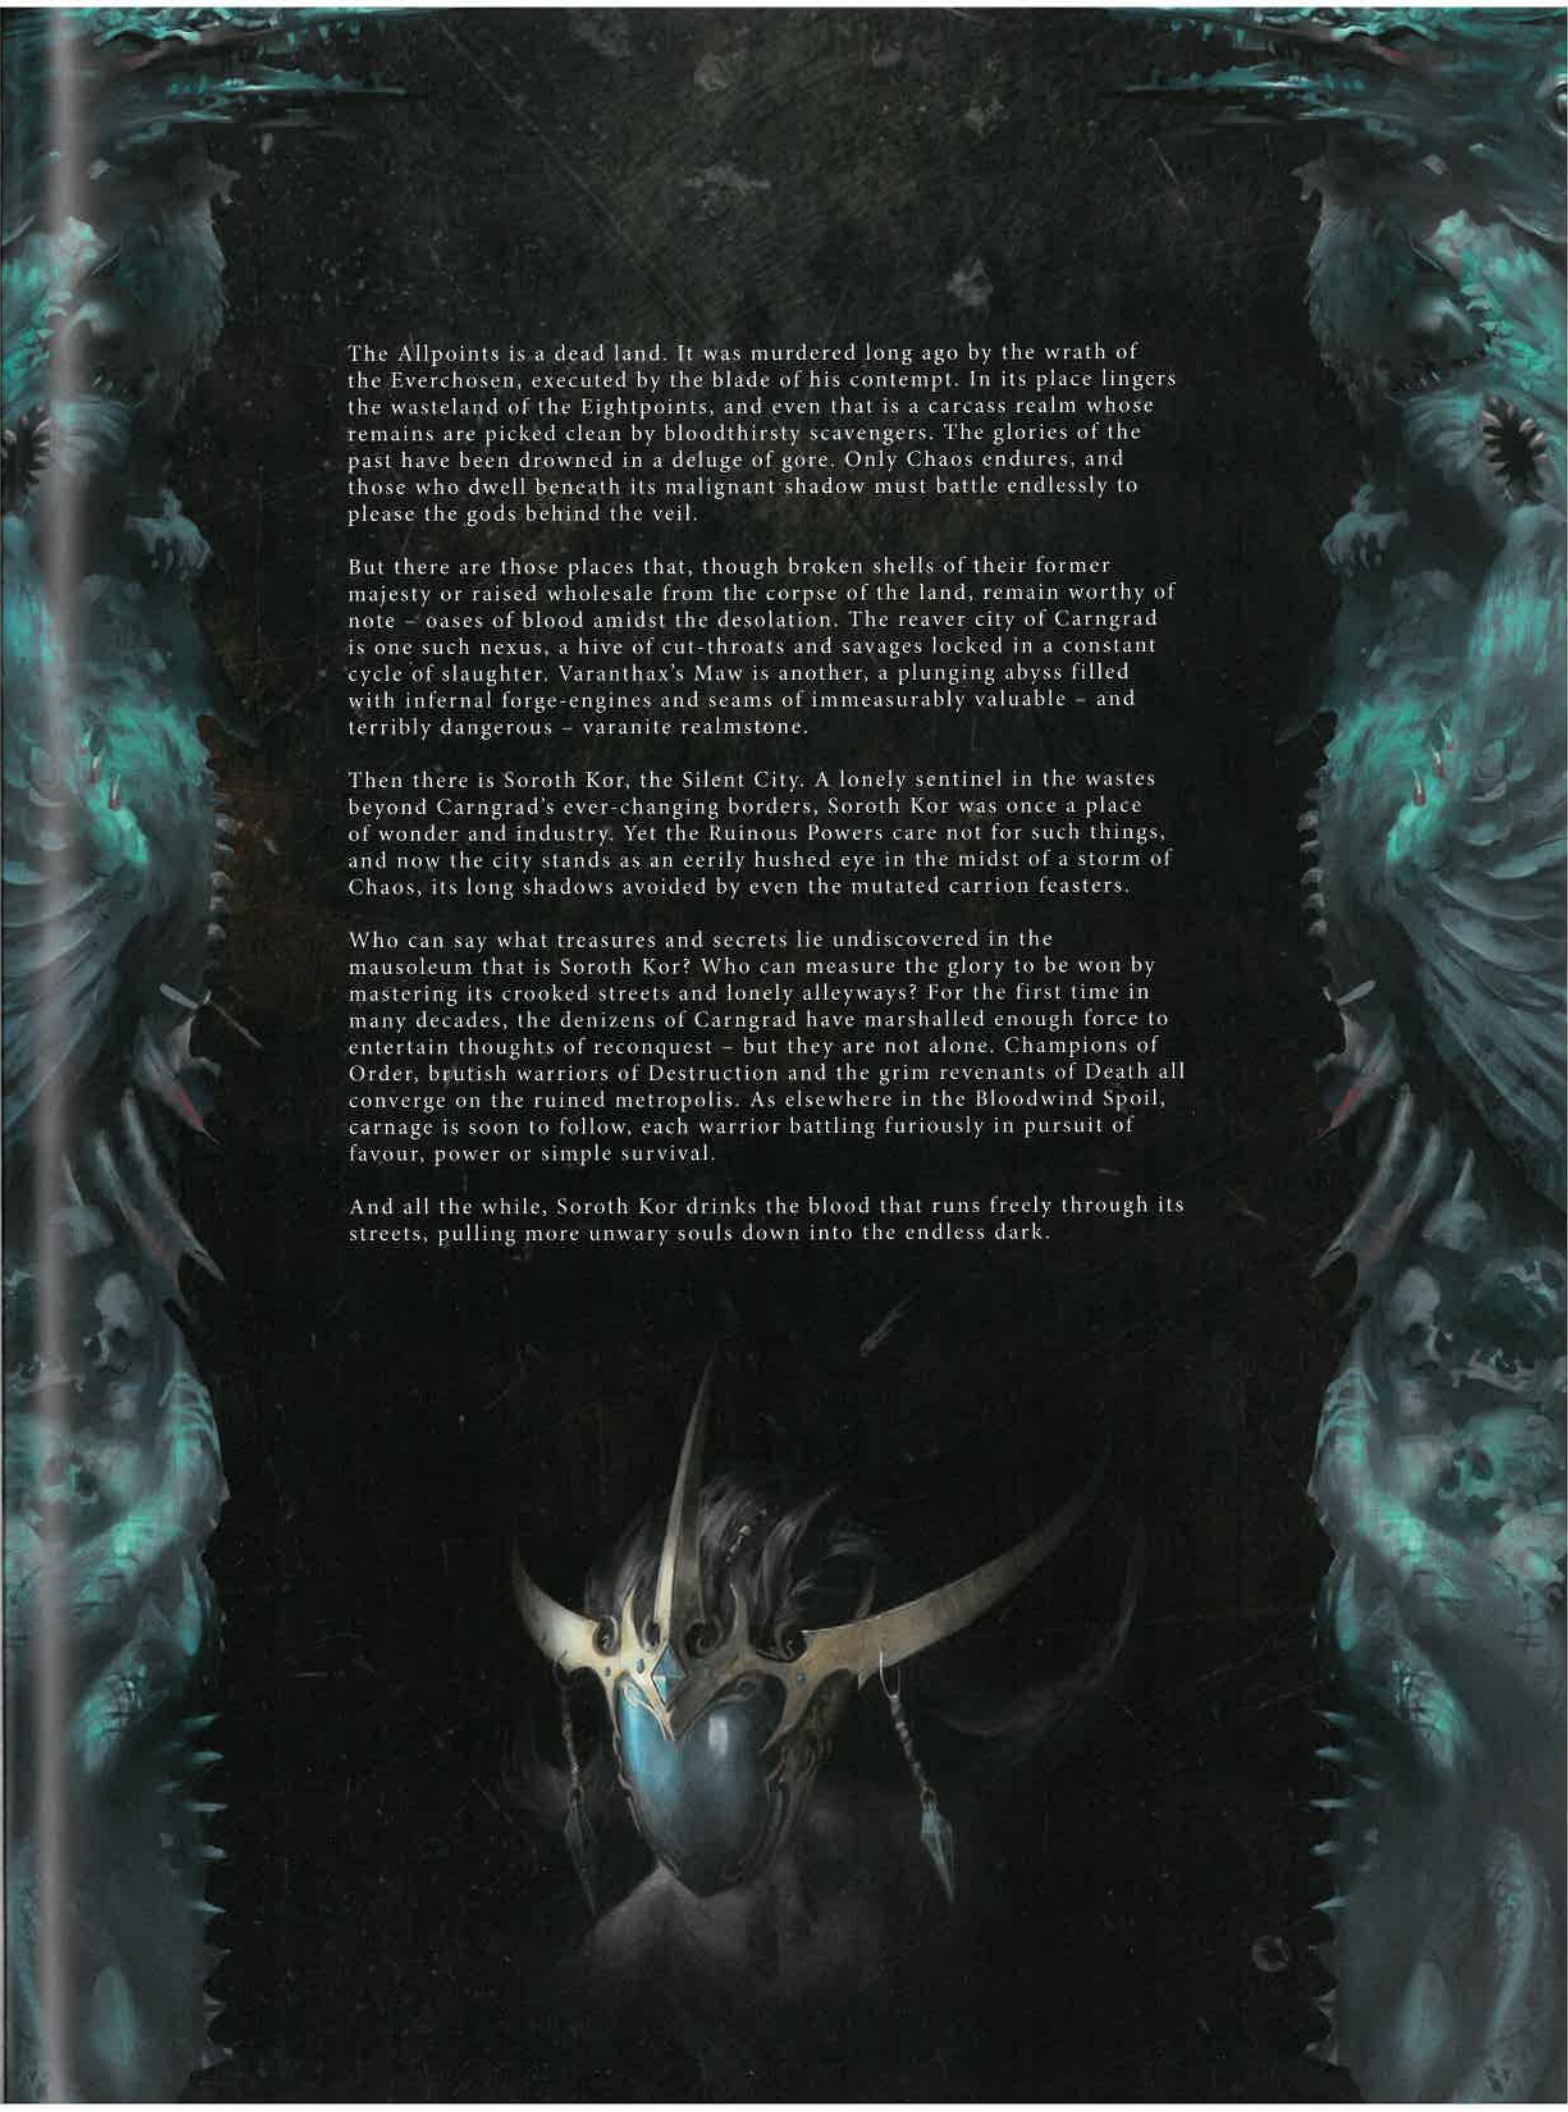 The Allpoints is a dead land. It was murdered long ago by the wrath of
the Everchosen, executed by the blade of his contempt. In its place lingers
the wasteland of the Eightpoints, and even that is a carcass realm whose
remains are picked clean by bloodthirsty scavengers. The glories of the
past have been drowned in a deluge of gore. Only Chaos endures, and
those who dwell beneath its malignant shadow must battle endlessly to
please the gods behind the veil.
But there are those places that, though broken shells of their former
majesty or raised wholesale from the corpse of the land, remain worthy of
note – oases of blood amidst the desolation. The reaver city of Carngrad
is one such nexus, a hive of cut-throats and savages locked in a constant
cycle of slaughter. Varanthax's Maw is another, a plunging abyss filled
with infernal forge-engines and seams of immeasurably valuable – and
terribly dangerous – varanite realmstone.
Then there is Soroth Kor, the Silent City. A lonely sentinel in the wastes
beyond Carngrad's ever-changing borders, Soroth Kor was once a place
of wonder and industry. Yet the Ruinous Powers care not for such things,
and now the city stands as an eerily hushed eye in the midst of a storm of
Chaos, its long shadows avoided by even the mutated carrion feasters.
Who can say what treasures and secrets lie undiscovered in the
mausoleum that is Soroth Kor? Who can measure the glory to be won by
mastering its crooked streets and lonely alleyways? For the first time in
many decades, the denizens of Carngrad have marshalled enough force to
entertain thoughts of reconquest – but they are not alone. Champions of
Order, brutish warriors of Destruction and the grim revenants of Death all
converge on the ruined metropolis. As elsewhere in the Bloodwind Spoil,
carnage is soon to follow, each warrior battling furiously in pursuit of
favour, power or simple survival.
And all the while, Soroth Kor drinks the blood that runs freely through its
streets, pulling more unwary souls down into the endless dark.